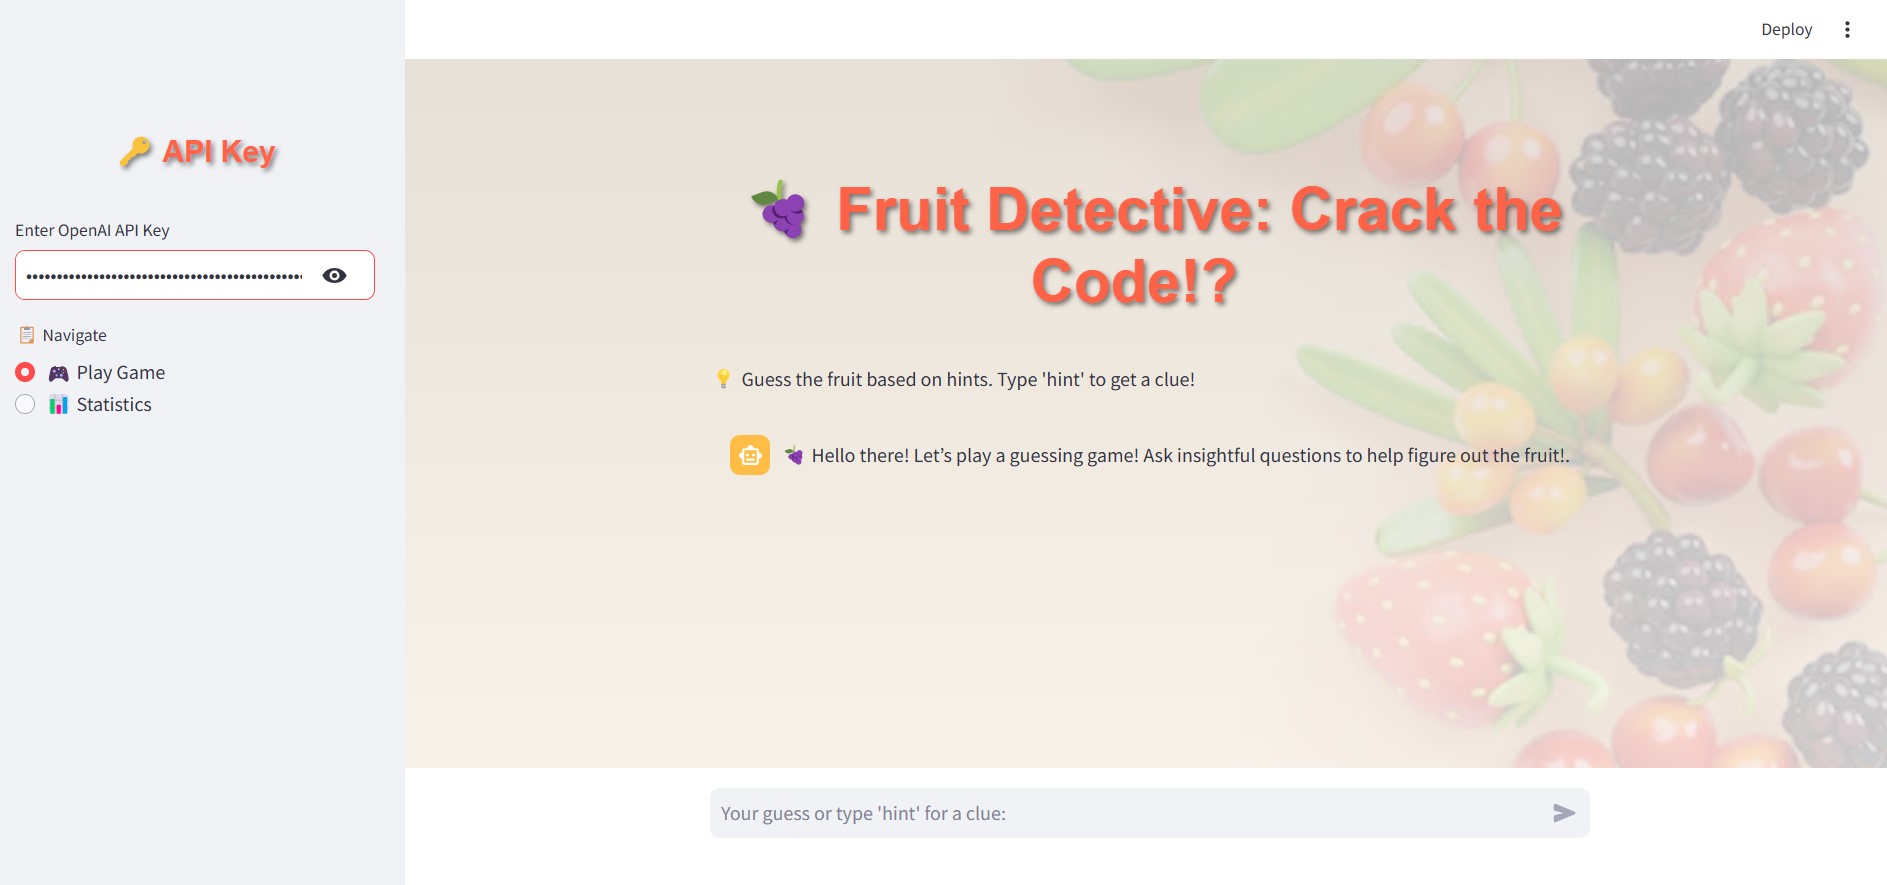 Deploy
🔑 API Key
Enter OpenAI API Key
••••••••••••••••••••••••••••••••••••••••••••••
📋 Navigate
🎮 Play Game
📊 Statistics
🍇 Fruit Detective: Crack the
Code!?
💡 Guess the fruit based on hints. Type 'hint' to get a clue!
🍇 Hello there! Let’s play a guessing game! Ask insightful questions to help figure out the fruit!.
Your guess or type 'hint' for a clue: